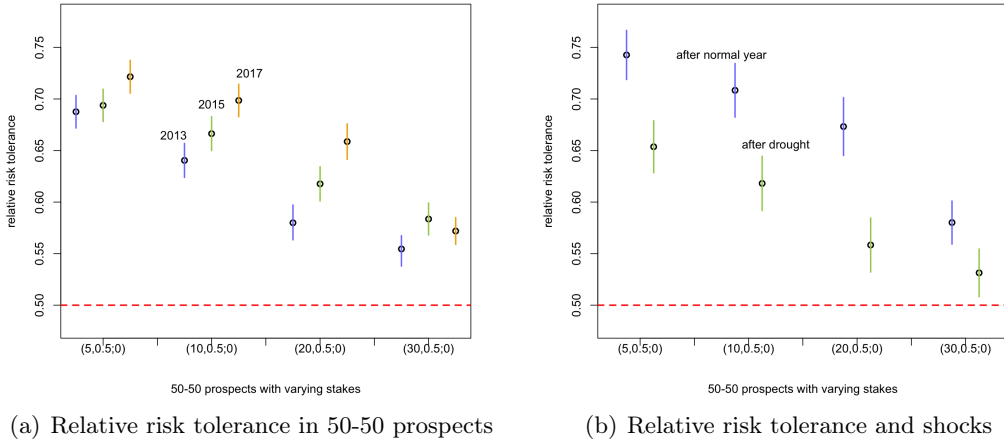 relative risk tolerance
0.75
0.70
0.65
0.60
0.55
0.50
2013
2015
2017
(5,0.5;0)
(10,0.5;0)
(20,0.5;0)
(30,0.5;0)
50-50 prospects with varying stakes
(a) Relative risk tolerance in 50-50 prospects
relative risk tolerance
0.75
0.70
0.65
0.60
0.55
0.50
after normal year
after drought
(5,0.5;0)
(10,0.5;0)
(20,0.5;0)
(30,0.5;0)
50-50 prospects with varying stakes
(b) Relative risk tolerance and shocks